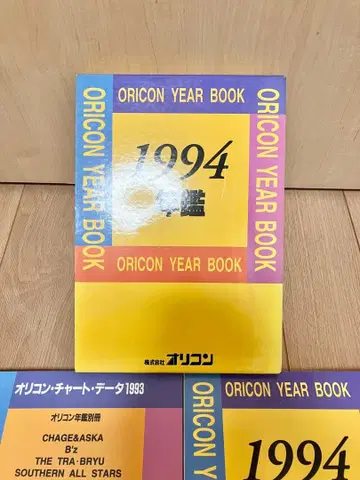 ORICON YEAR BOOK
ORICON YEAR BOOK
ORICON YEAR BOOK
1994
年鑑
ORICON YEAR BOOK
株式会社オリコン
オリコン・チャート・データ1993
オリコン年鑑別冊
CHAGE&ASKA
B'z
THE TRA・BRYU
SOUTHERN ALL STARS
ORICON YEAR BOOK
ORICON YE
1994